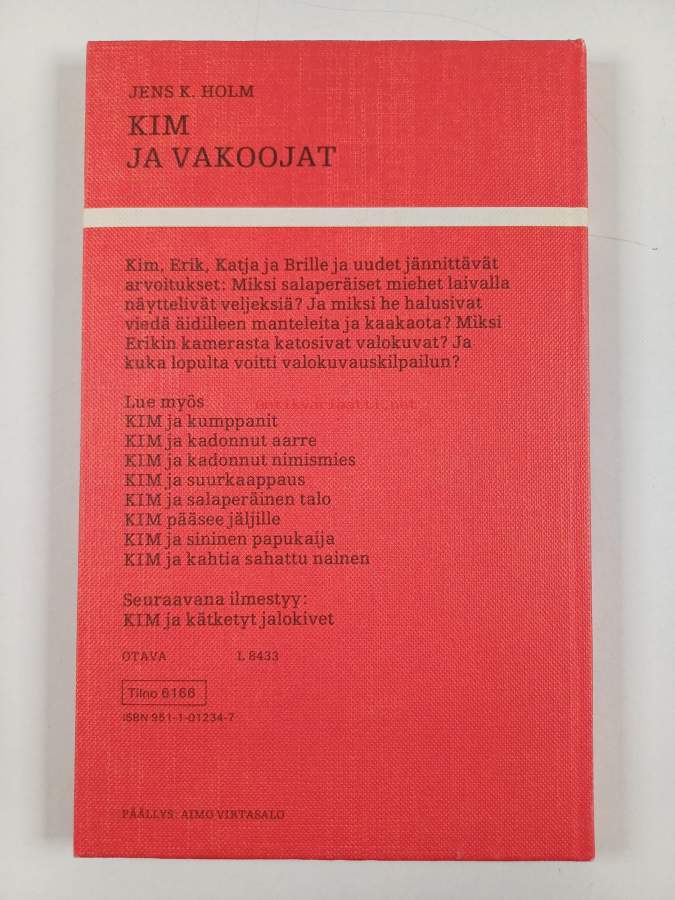 JENS K. HOLM
KIM
JA VAKOOJAT
Kim, Erik, Katja ja Brille ja uudet jännittävät
arvoitukset: Miksi salaperäiset miehet laivalla
näyttelivät veljeksiä? Ja miksi he halusivat
viedä äidilleen manteleita ja kaakaota? Miksi
Erikin kamerasta katosivat valokuvat? Ja
kuka lopulta voitti valokuvauskilpailun?
Lue myös
antikvariaatti.net
KIM ja kumppanit
KIM ja kadonnut aarre
KIM ja kadonnut nimismies
KIM ja suurkaappaus
KIM ja salaperäinen talo
KIM pääsee jäljille
KIM ja sininen papukaija
KIM ja kahtia sahattu nainen
Seuraavana ilmestyy:
KIM ja kätketyt jalokivet
OTAVA L 8433
Tilno 6166
ISBN 951-1-01234-7
PÄÄLLYS: AIMO VIRTASALO